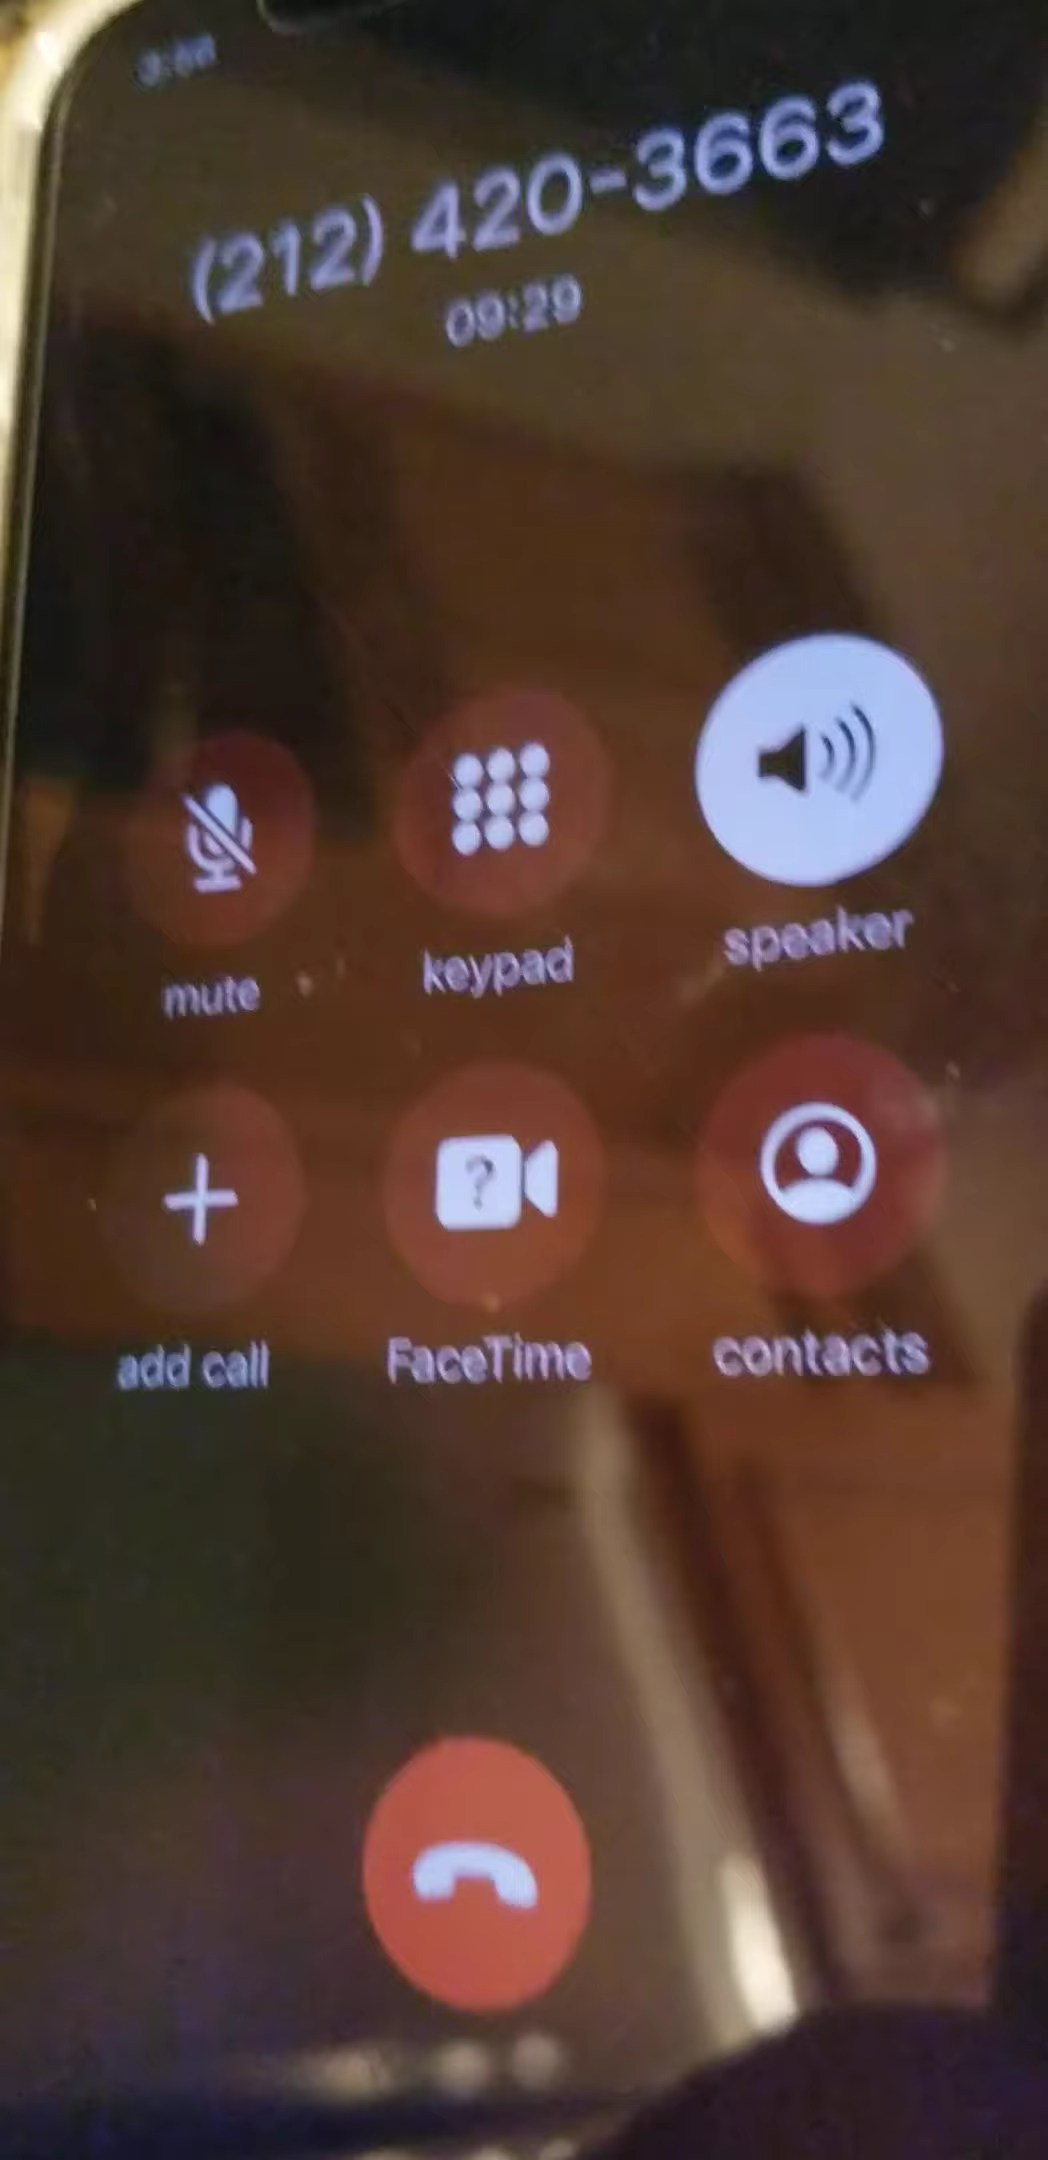 (212) 420-3663
09:29
mute keypad speaker
?
add call FaceTime contacts